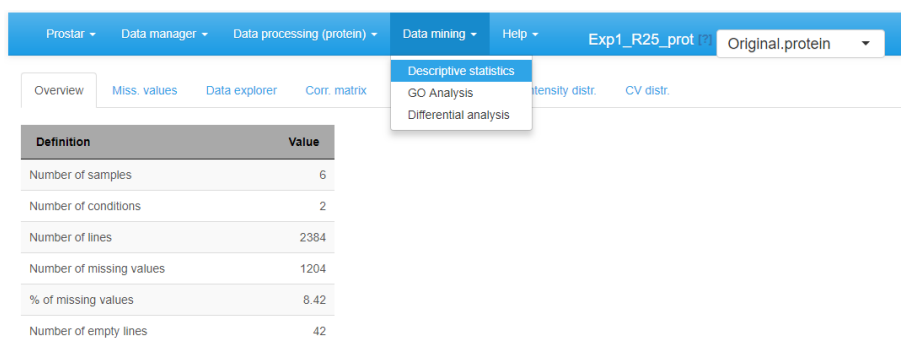 Prostar Data manager Data processing (protein) Data mining Help Exp1_R25_prot [?] Original.protein
Descriptive statistics
GO Analysis
Differential analysis
Overview Miss. values Data explorer Corr. matrix ntensity distr. CV distr.
Definition Value
Number of samples 6
Number of conditions 2
Number of lines 2384
Number of missing values 1204
% of missing values 8.42
Number of empty lines 42